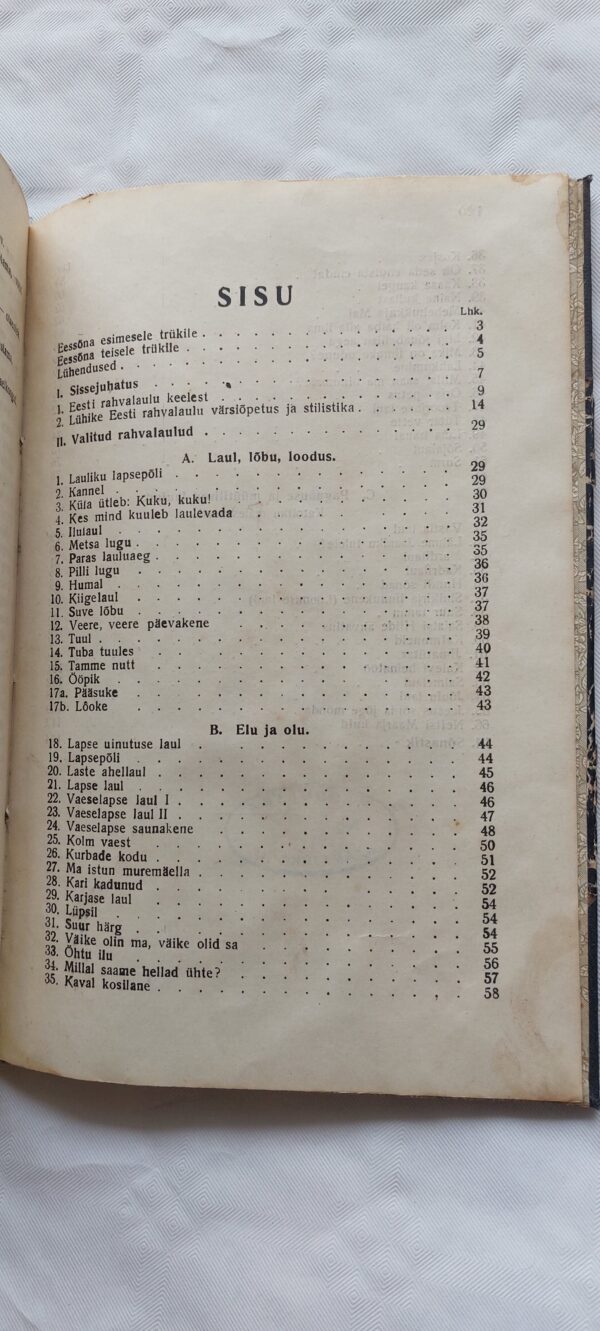 SISU
Lhk.
Eessõna esimesele trükile . . . . . . . . . . 3
Eessõna teisele trükile . . . . . . . . . . 4
Lühendused . . . . . . . . . . 5
I. Sissejuhatus . . . . . . . . . . 7
1. Eesti rahvalaulu keelest . . . . . . . . . . 9
2. Lühike Eesti rahvalaulu värsiõpetus ja stilistika . . . . . 14
II. Valitud rahvalaulud . . . . . . . . . . 29
A. Laul, lõbu, loodus.
1. Lauliku lapsepõli . . . . . . . . . . 29
2. Kannel . . . . . . . . . . 29
3. Küla ütleb: Kuku, kuku! . . . . . . . . . . 30
4. Kes mind kuuleb laulevada . . . . . . . . . . 31
5. Ilulaul . . . . . . . . . . 32
6. Metsa lugu . . . . . . . . . . 35
7. Paras lauluaeg . . . . . . . . . . 35
8. Pilli lugu . . . . . . . . . . 36
9. Humal . . . . . . . . . . 36
10. Kiigelaul . . . . . . . . . . 37
11. Suve lõbu . . . . . . . . . . 37
12. Veere, veere päevakene . . . . . . . . . . 38
13. Tuul . . . . . . . . . . 39
14. Tuba tuules . . . . . . . . . . 40
15. Tamme nutt . . . . . . . . . . 41
16. Ööpik . . . . . . . . . . 42
17a. Pääsuke . . . . . . . . . . 43
17b. Lõoke . . . . . . . . . . 43
B. Elu ja olu.
18. Lapse uinutuse laul . . . . . . . . . . 44
19. Lapsepõli . . . . . . . . . . 44
20. Laste ahellaul . . . . . . . . . . 45
21. Lapse laul . . . . . . . . . . 46
22. Vaeselapse laul I . . . . . . . . . . 46
23. Vaeselapse laul II . . . . . . . . . . 47
24. Vaeselapse saunakene . . . . . . . . . . 48
25. Kolm vaest . . . . . . . . . . 50
26. Kurbade kodu . . . . . . . . . . 51
27. Ma istun muremäella . . . . . . . . . . 52
28. Kari kadunud . . . . . . . . . . 52
29. Karjase laul . . . . . . . . . . 54
30. Lüpsil . . . . . . . . . . 54
31. Suur härg . . . . . . . . . . 54
32. Väike olin ma, väike olid sa . . . . . . . . . . 55
33. Õhtu ilu . . . . . . . . . . 56
34. Millal saame hellad ühte? . . . . . . . . . . 57
35. Kaval kosilane . . . . . . . . . . 58